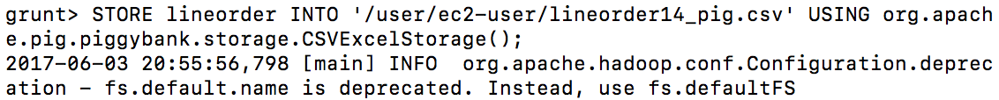 grunt> STORE lineorder INTO '/user/ec2-user/lineorder14_pig.csv' USING org.apach
e.pig.piggybank.storage.CSVExcelStorage();
2017-06-03 20:55:56,798 [main] INFO  org.apache.hadoop.conf.Configuration.deprec
ation - fs.default.name is deprecated. Instead, use fs.defaultFS